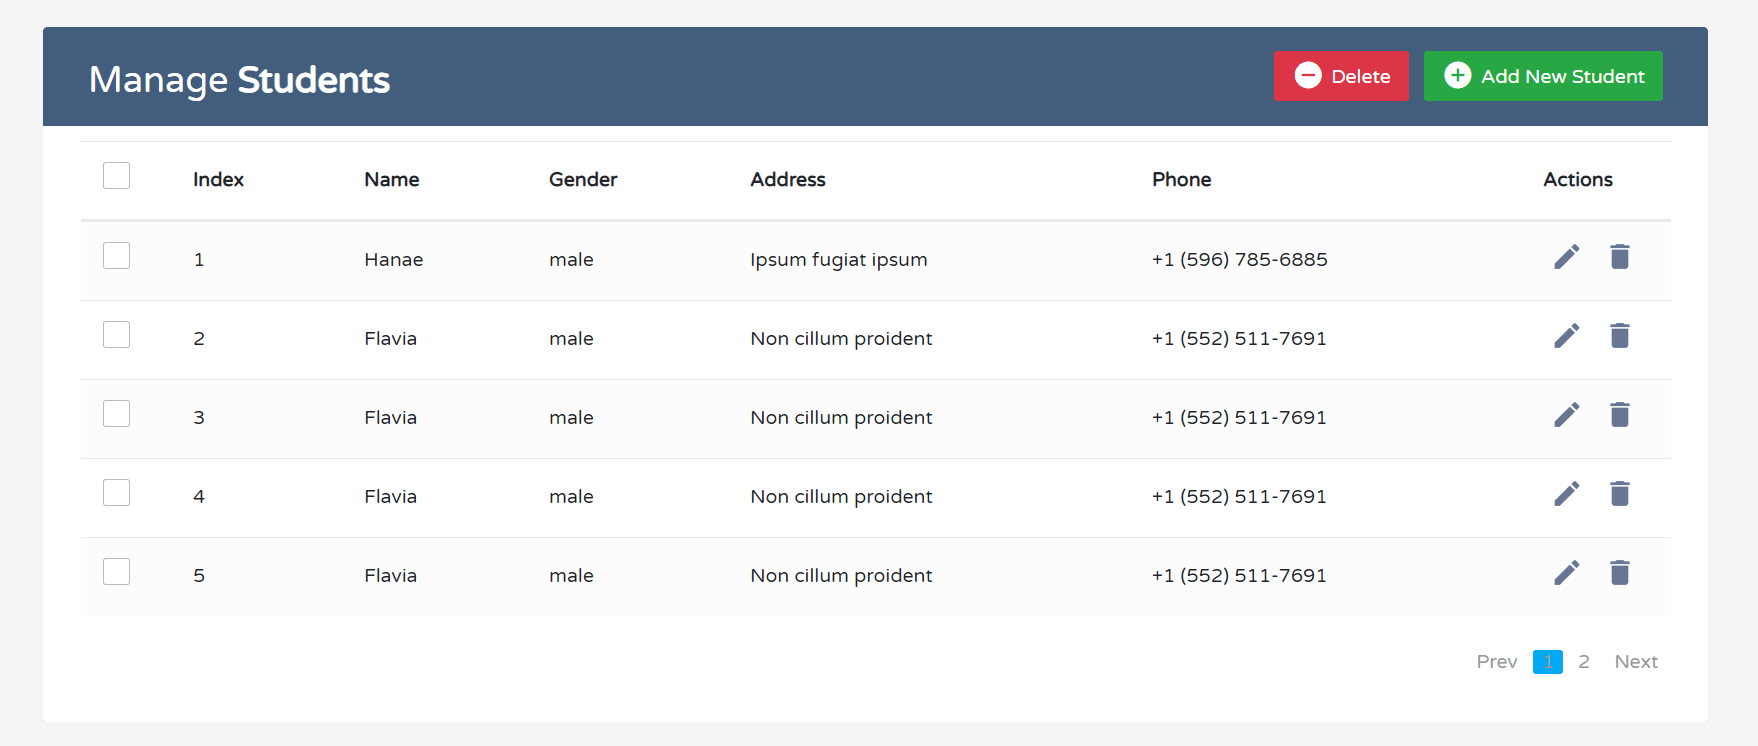 Manage Students Delete Add New Student
Index Name Gender Address Phone Actions
1 Hanae male Ipsum fugiat ipsum +1 (596) 785-6885
2 Flavia male Non cillum proident +1 (552) 511-7691
3 Flavia male Non cillum proident +1 (552) 511-7691
4 Flavia male Non cillum proident +1 (552) 511-7691
5 Flavia male Non cillum proident +1 (552) 511-7691
Prev 1 2 Next